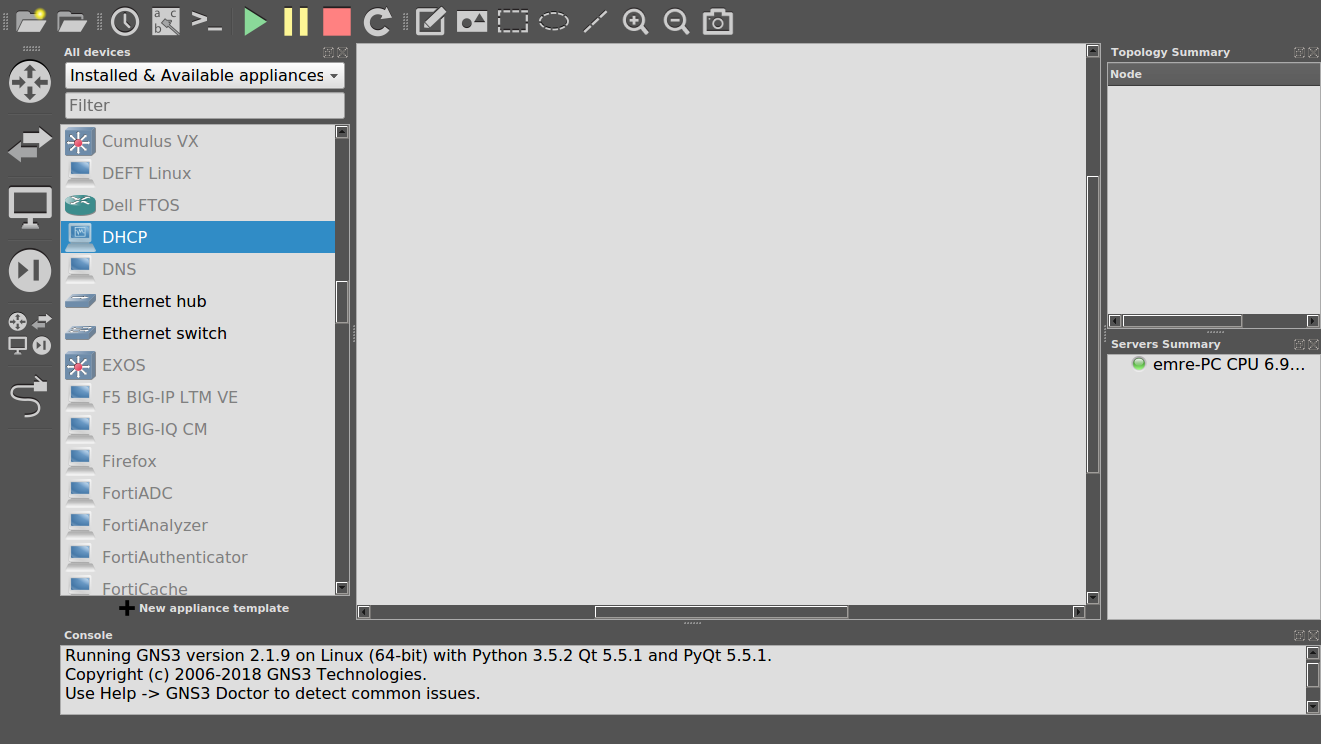 All devices
Installed & Available appliances
Filter
Cumulus VX
DEFT Linux
Dell FTOS
DHCP
DNS
Ethernet hub
Ethernet switch
EXOS
F5 BIG-IP LTM VE
F5 BIG-IQ CM
Firefox
FortiADC
FortiAnalyzer
FortiAuthenticator
FortiCache
New appliance template
Topology Summary
Node
Servers Summary
emre-PC CPU 6.9...
Console
Running GNS3 version 2.1.9 on Linux (64-bit) with Python 3.5.2 Qt 5.5.1 and PyQt 5.5.1.
Copyright (c) 2006-2018 GNS3 Technologies.
Use Help -> GNS3 Doctor to detect common issues.